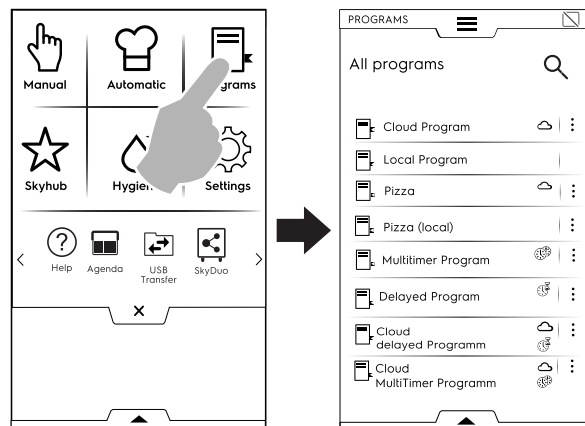 Manual Automatic ograms
Skyhub Hygien Settings
Help Agenda USB Transfer SkyDuo
PROGRAMS
All programs
Cloud Program
Local Program
Pizza
Pizza (local)
Multitimer Program
Delayed Program
Cloud
delayed Programm
Cloud
MultiTimer Programm